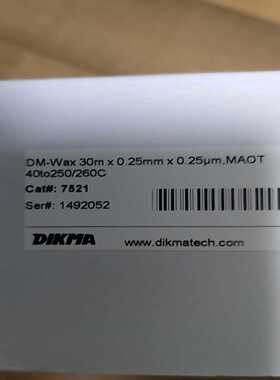 DM-Wax 30m x 0.25mm x 0.25µm,MAOT
40to250/260C
Cat#: 7521
Ser#: 1492052
DIKMA www.dikmatech.com